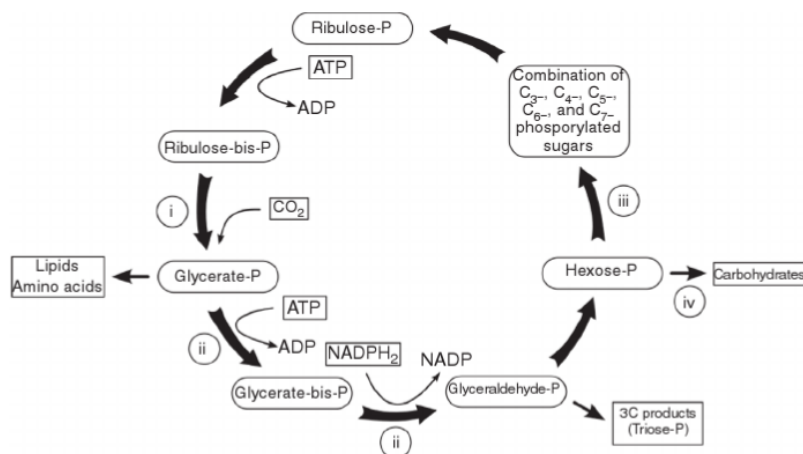 Ribulose-P
ATP
ADP
Ribulose-bis-P
i
CO₂
Glycerate-P
Lipids
Amino acids
ATP
ii
ADP
Glycerate-bis-P
NADPH₂
NADP
ii
Glyceraldehyde-P
3C products
(Triose-P)
Hexose-P
iv
Carbohydrates
iii
Combination of
C₃₋, C₄₋, C₅₋,
C₆₋, and C₇₋
phosporylated
sugars